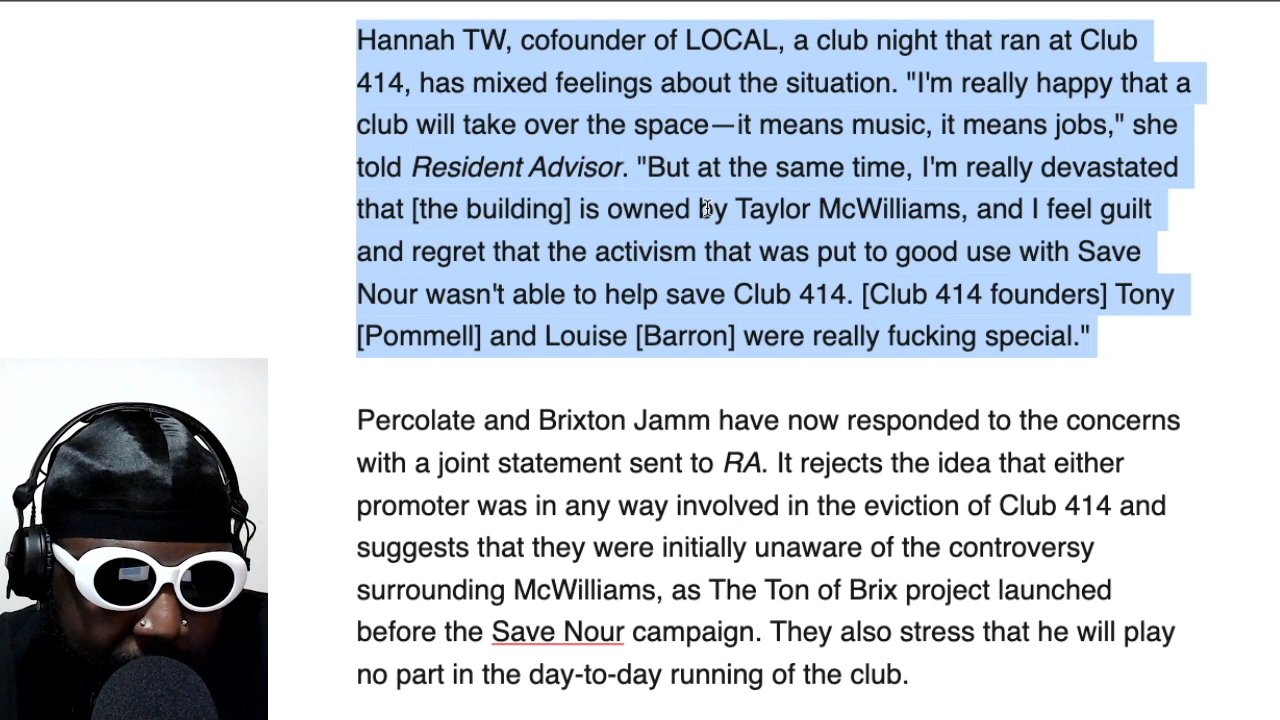 Hannah TW, cofounder of LOCAL, a club night that ran at Club
414, has mixed feelings about the situation. "I'm really happy that a
club will take over the space—it means music, it means jobs," she
told Resident Advisor. "But at the same time, I'm really devastated
that [the building] is owned by Taylor McWilliams, and I feel guilt
and regret that the activism that was put to good use with Save
Nour wasn't able to help save Club 414. [Club 414 founders] Tony
[Pommell] and Louise [Barron] were really fucking special."
Percolate and Brixton Jamm have now responded to the concerns
with a joint statement sent to RA. It rejects the idea that either
promoter was in any way involved in the eviction of Club 414 and
suggests that they were initially unaware of the controversy
surrounding McWilliams, as The Ton of Brix project launched
before the Save Nour campaign. They also stress that he will play
no part in the day-to-day running of the club.